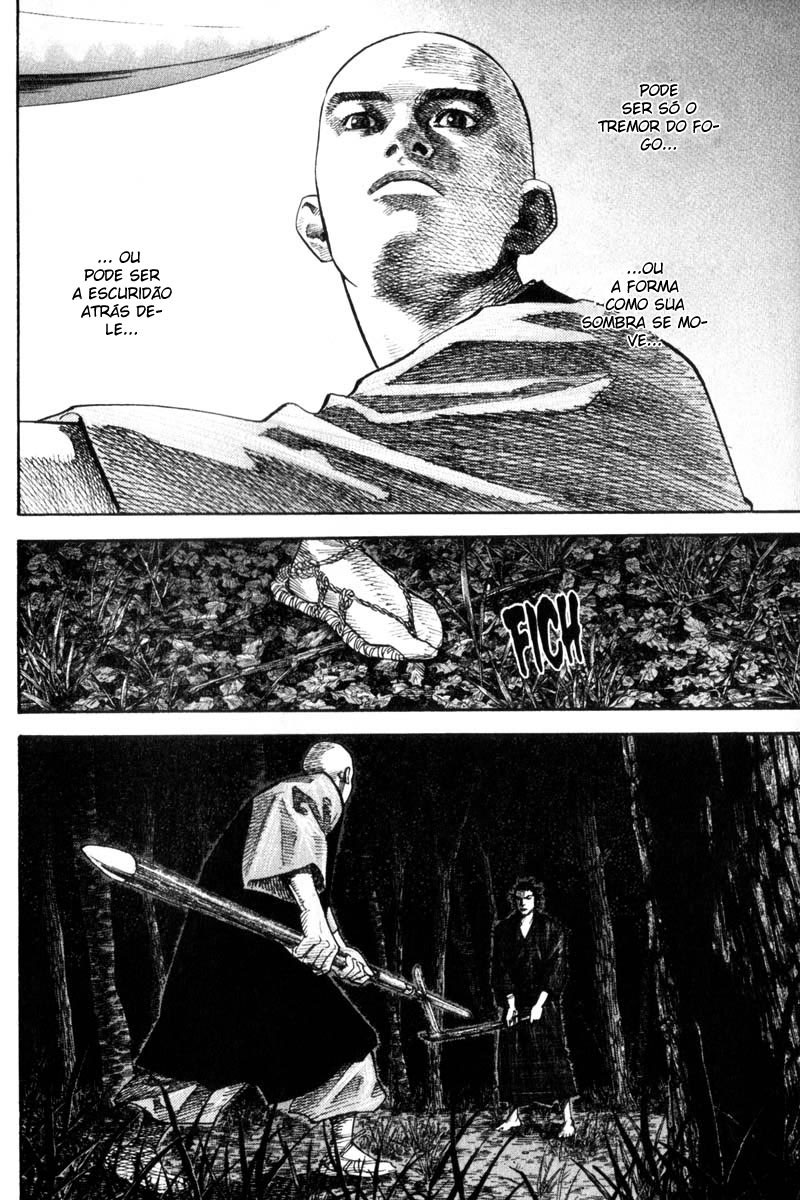 PODE
SER SÓ O
TREMOR DO FO-
GO...
...OU
A FORMA
COMO SUA
SOMBRA SE MO-
VE...
... OU
PODE SER
A ESCURIDÃO
ATRÁS DE-
LE...
FICH